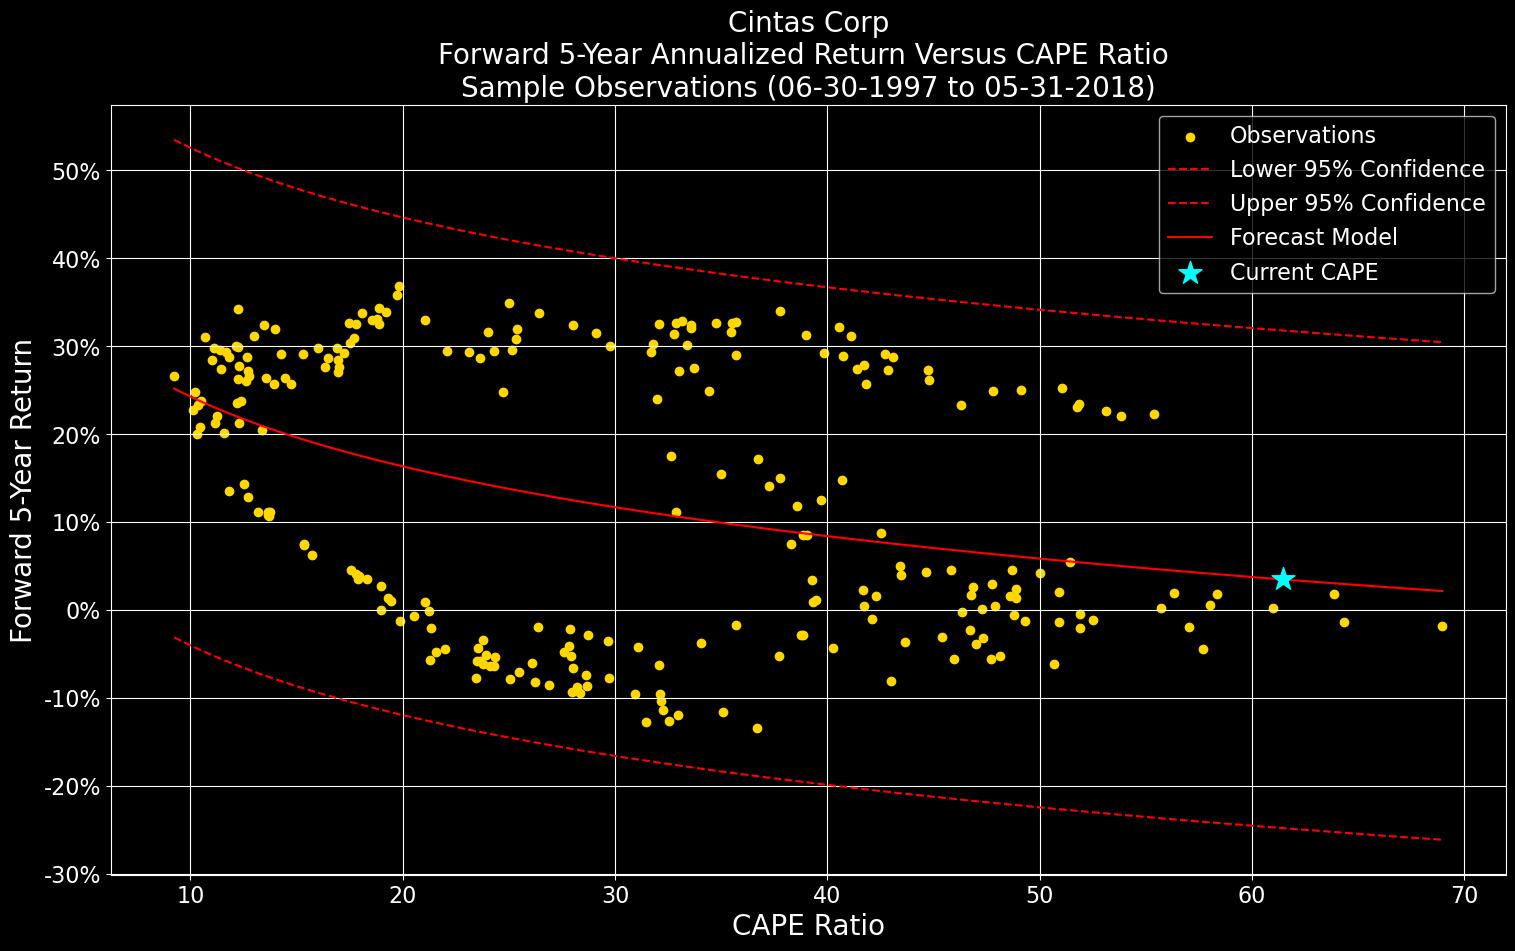 Cintas Corp
Forward 5-Year Annualized Return Versus CAPE Ratio
Sample Observations (06-30-1997 to 05-31-2018)
Observations
Lower 95% Confidence
Upper 95% Confidence
Forecast Model
Current CAPE
Forward 5-Year Return
50%
40%
30%
20%
10%
0%
-10%
-20%
-30%
10 20 30 40 50 60 70
CAPE Ratio